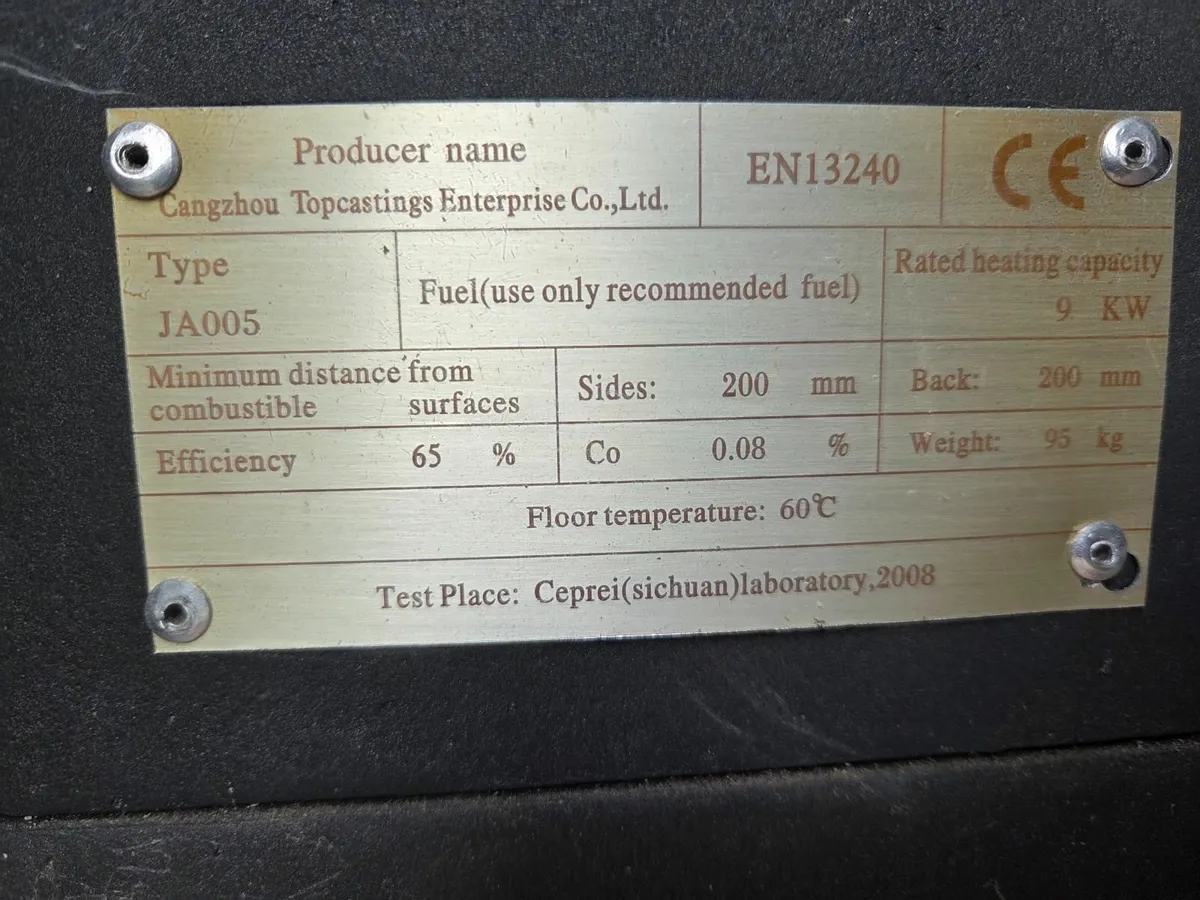 Producer name
Cangzhou Topcastings Enterprise Co.,Ltd.
EN13240
CE
Type
JA005
Fuel(use only recommended fuel)
Rated heating capacity
9 KW
Minimum distance from
combustible surfaces
Sides: 200 mm
Back: 200 mm
Efficiency 65 %
Co 0.08 %
Weight: 95 kg
Floor temperature: 60℃
Test Place: Ceprei(sichuan)laboratory,2008